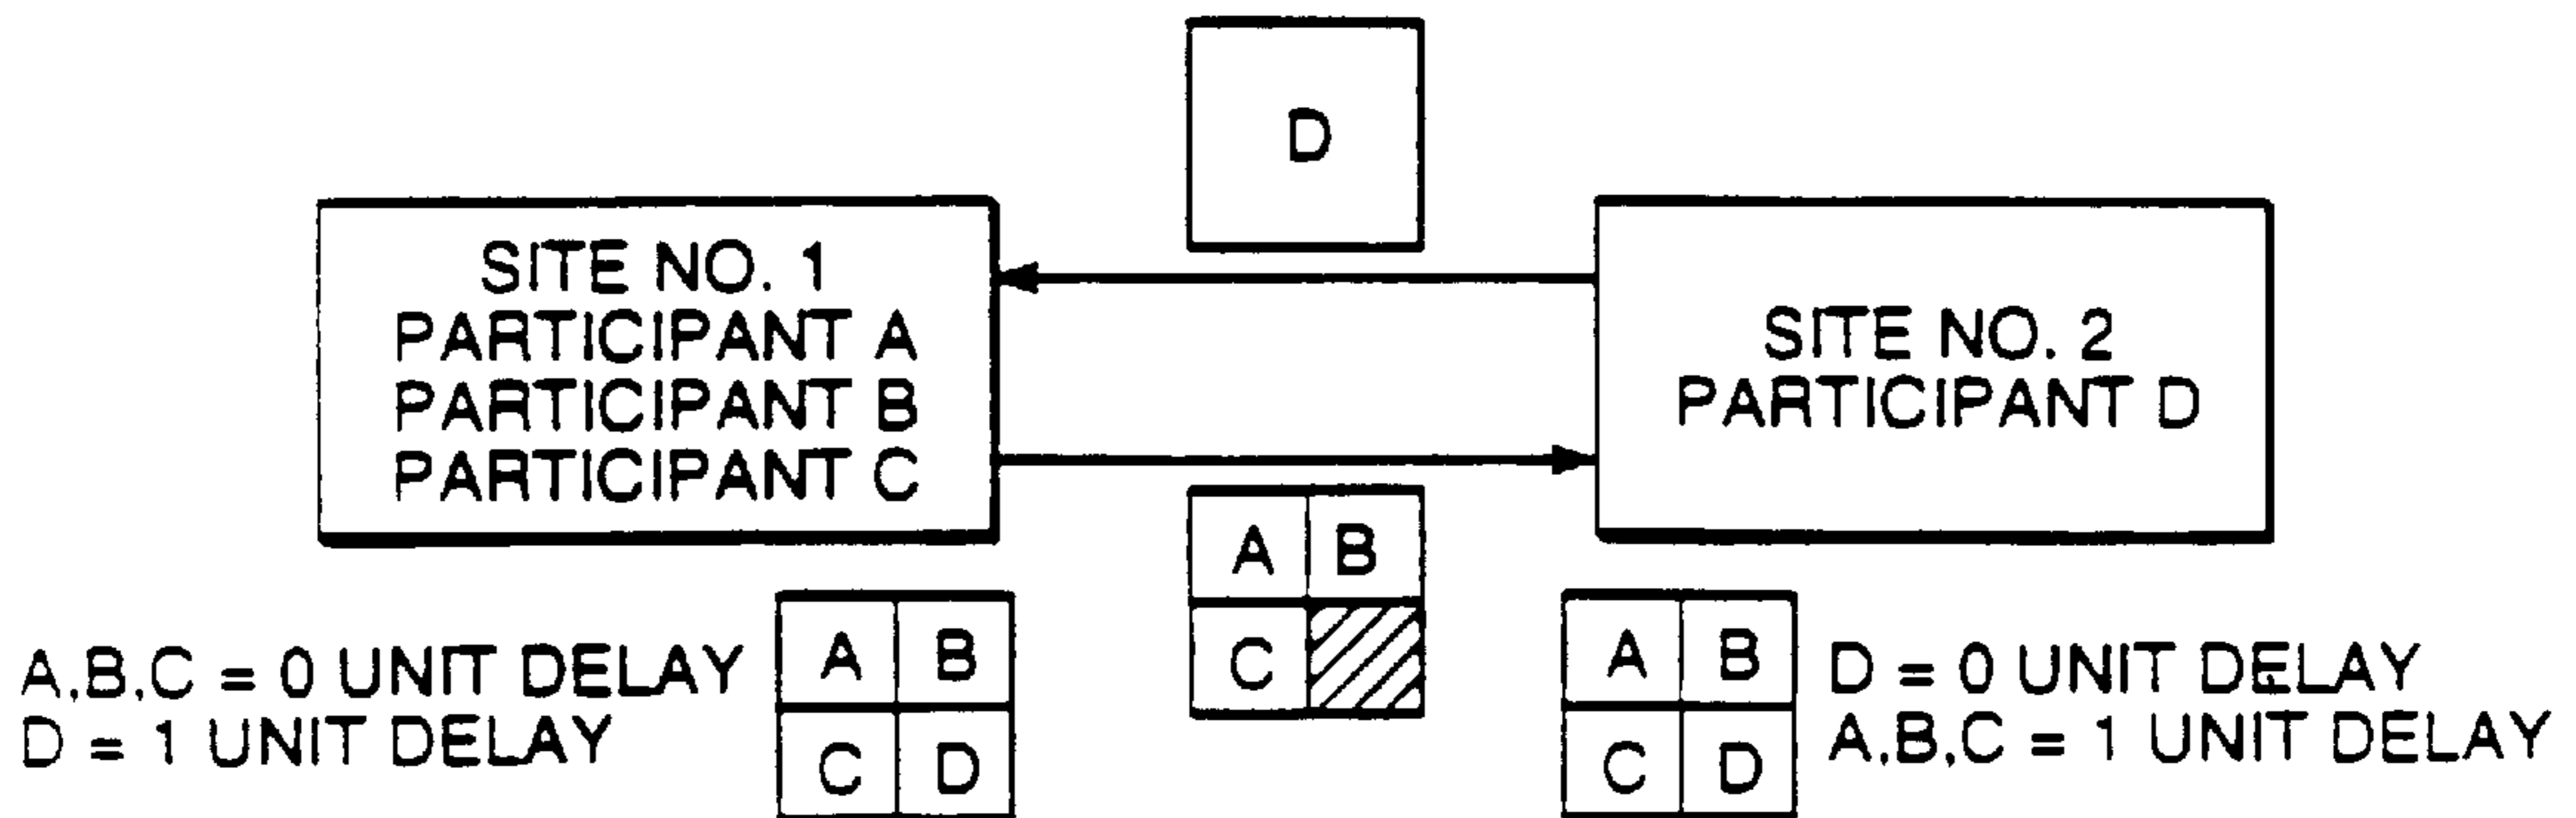 D
SITE NO. 1
PARTICIPANT A
PARTICIPANT B
PARTICIPANT C
SITE NO. 2
PARTICIPANT D
A B
C
A,B,C = 0 UNIT DELAY
D = 1 UNIT DELAY
A B
C D
A B
C D
D = 0 UNIT DELAY
A,B,C = 1 UNIT DELAY